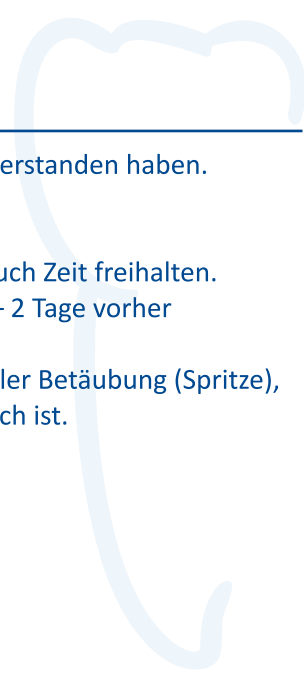 erstanden haben.
uch Zeit freihalten.
- 2 Tage vorher
ler Betäubung (Spritze),
ch ist.